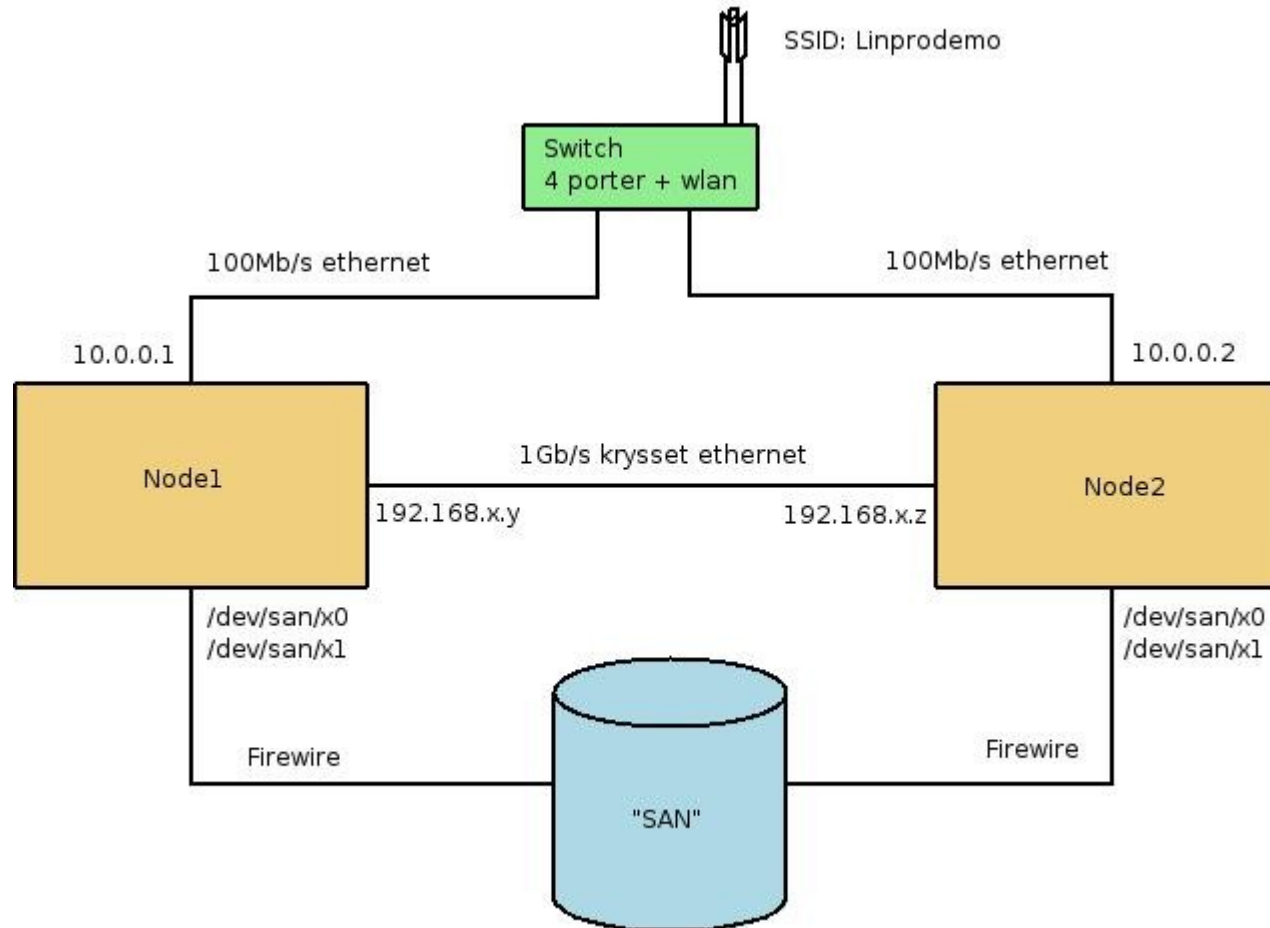 SSID: Linprodemo
Switch
4 porter + wlan
100Mb/s ethernet
100Mb/s ethernet
10.0.0.1
10.0.0.2
Node1
1Gb/s krysset ethernet
Node2
192.168.x.y
192.168.x.z
/dev/san/x0
/dev/san/x1
/dev/san/x0
/dev/san/x1
Firewire
Firewire
"SAN"